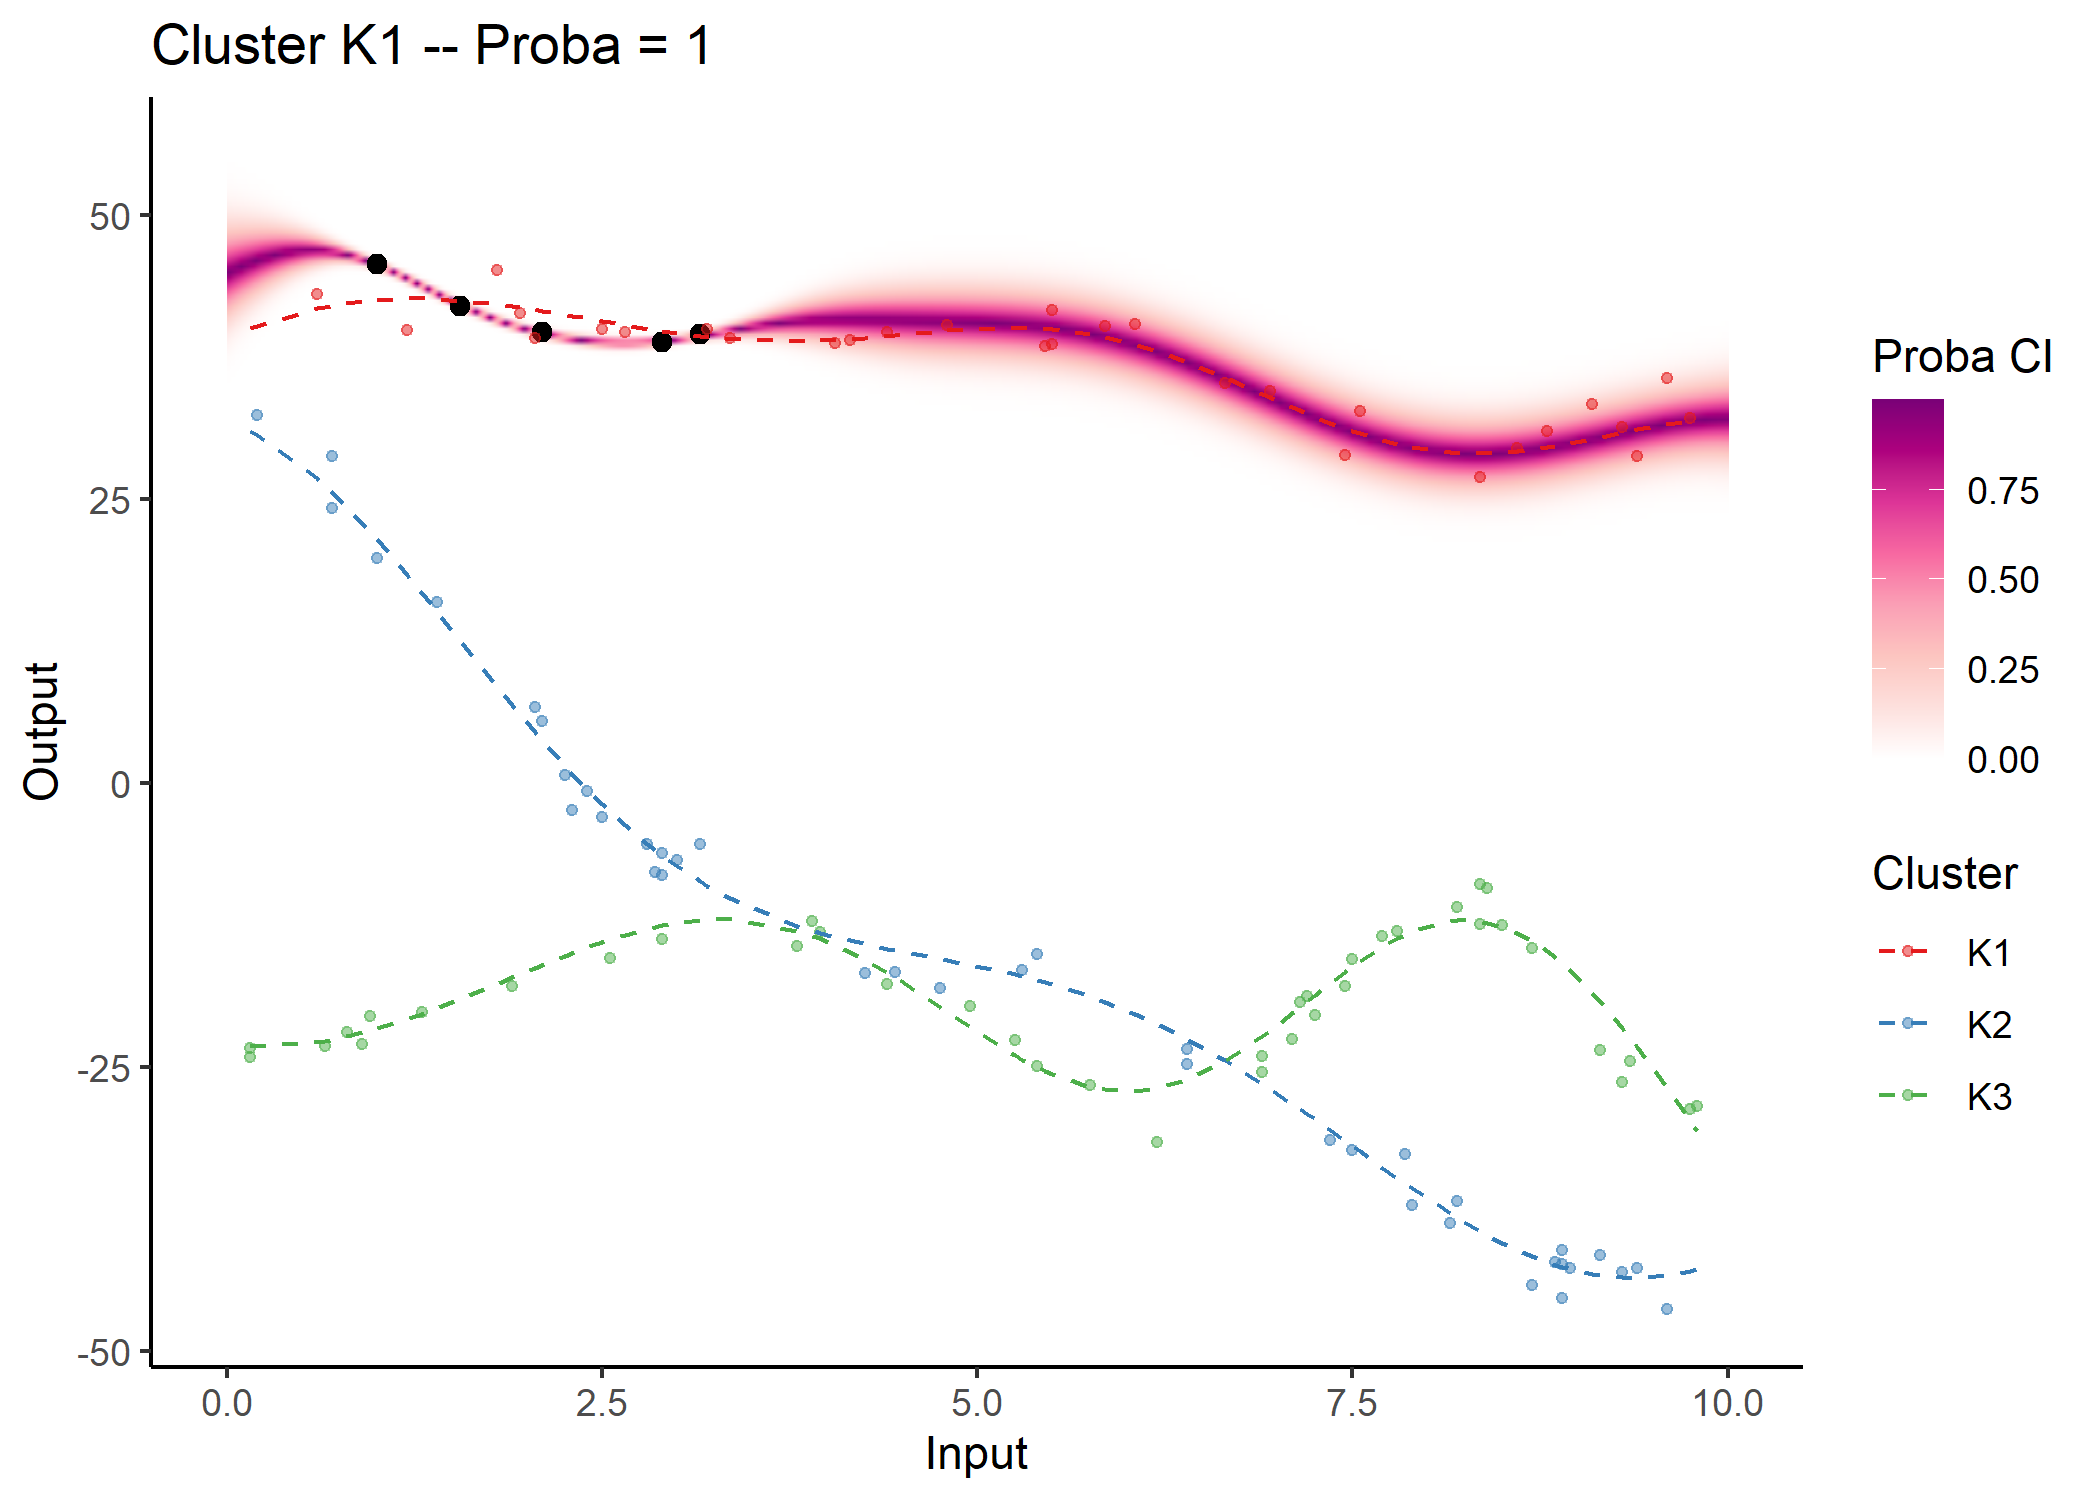 Cluster K1 -- Proba = 1
Output
50
25
0
-25
-50
0.0
2.5
5.0
7.5
10.0
Input
Proba CI
0.75
0.50
0.25
0.00
Cluster
K1
K2
K3